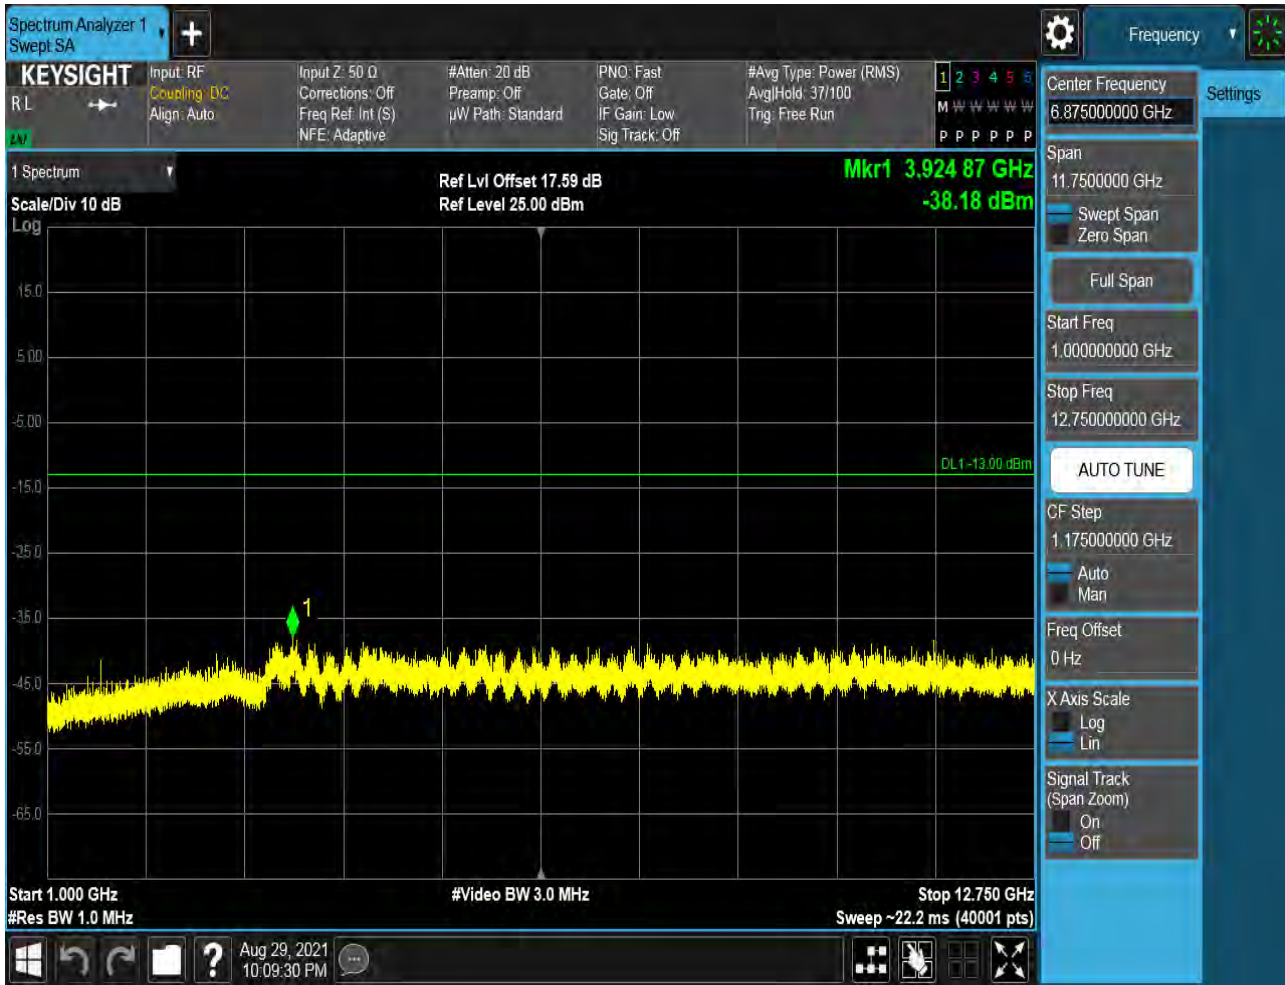 Spectrum Analyzer 1
Swept SA
Frequency
KEYSIGHT
R L
Input: RF
Coupling: DC
Align: Auto
Input Z: 50 Ω
Corrections: Off
Freq Ref: Int (S)
NFE: Adaptive
#Atten: 20 dB
Preamp: Off
µW Path: Standard
PNO: Fast
Gate: Off
IF Gain: Low
Sig Track: Off
#Avg Type: Power (RMS)
Avg|Hold: 37/100
Trig: Free Run
1 2 3 4 5 6
M W W W W W
P P P P P P
1 Spectrum
Scale/Div 10 dB
Log
Ref Lvl Offset 17.59 dB
Ref Level 25.00 dBm
Mkr1 3.924 87 GHz
-38.18 dBm
15.0
5.00
-5.00
DL1 -13.00 dBm
-15.0
-25.0
-35.0
1
-45.0
-55.0
-65.0
Start 1.000 GHz
#Res BW 1.0 MHz
#Video BW 3.0 MHz
Stop 12.750 GHz
Sweep ~22.2 ms (40001 pts)
Aug 29, 2021
10:09:30 PM
Center Frequency
6.875000000 GHz
Settings
Span
11.7500000 GHz
Swept Span
Zero Span
Full Span
Start Freq
1.000000000 GHz
Stop Freq
12.750000000 GHz
AUTO TUNE
CF Step
1.175000000 GHz
Auto
Man
Freq Offset
0 Hz
X Axis Scale
Log
Lin
Signal Track
(Span Zoom)
On
Off